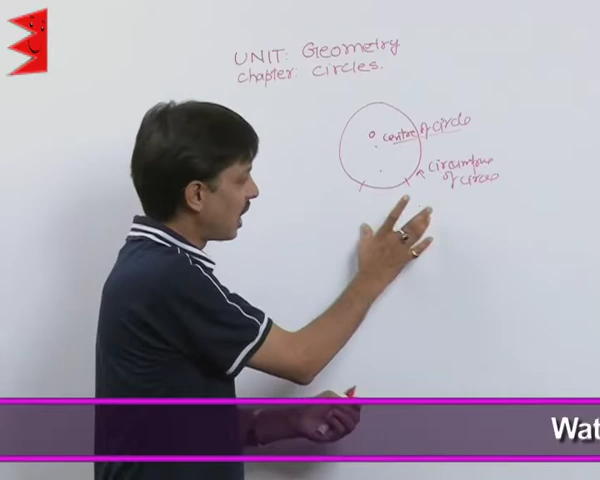 UNIT: Geometry
chapter: circles.
o centre of circle
circumference
of circle
Wat